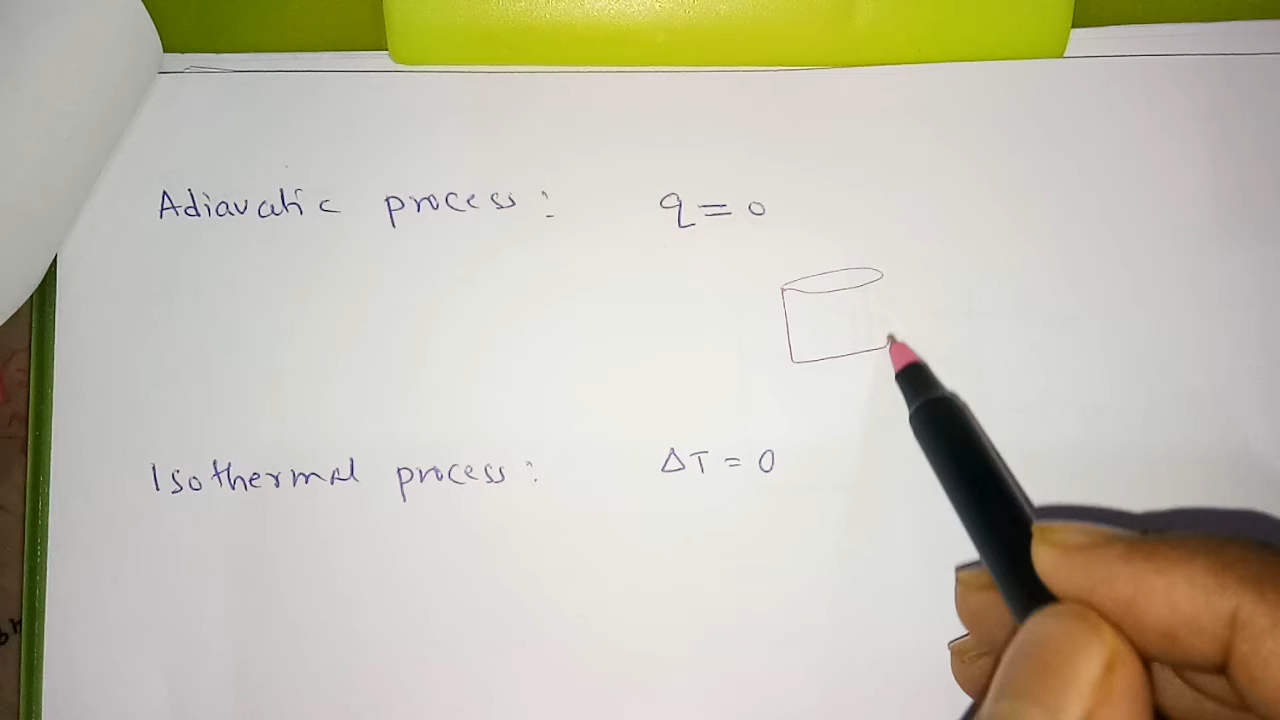 Adiavatic process : q = 0
Isothermal process : ΔT = 0